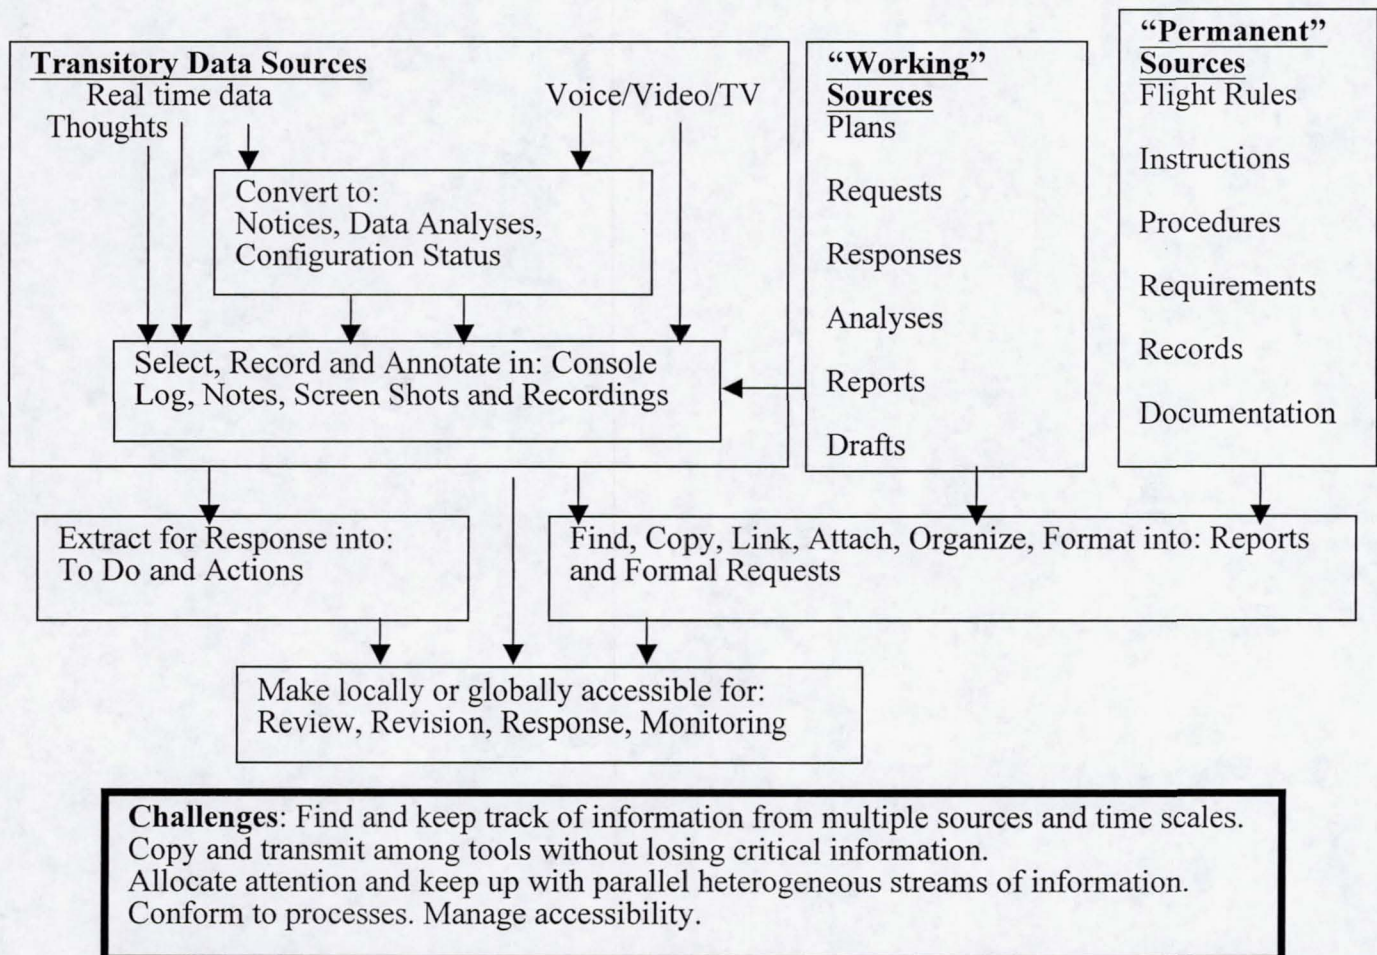 Transitory Data Sources
Real time data
Thoughts
Voice/Video/TV
Convert to:
Notices, Data Analyses,
Configuration Status
Select, Record and Annotate in: Console
Log, Notes, Screen Shots and Recordings
“Working”
Sources
Plans
Requests
Responses
Analyses
Reports
Drafts
“Permanent”
Sources
Flight Rules
Instructions
Procedures
Requirements
Records
Documentation
Extract for Response into:
To Do and Actions
Find, Copy, Link, Attach, Organize, Format into: Reports
and Formal Requests
Make locally or globally accessible for:
Review, Revision, Response, Monitoring
Challenges: Find and keep track of information from multiple sources and time scales.
Copy and transmit among tools without losing critical information.
Allocate attention and keep up with parallel heterogeneous streams of information.
Conform to processes. Manage accessibility.